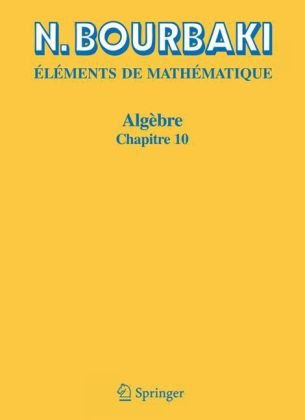 N. BOURBAKI
ÉLÉMENTS DE MATHÉMATIQUE
Algèbre
Chapitre 10
Springer